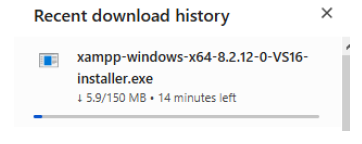 Recent download history
xampp-windows-x64-8.2.12-0-VS16-
installer.exe
↓ 5.9/150 MB • 14 minutes left